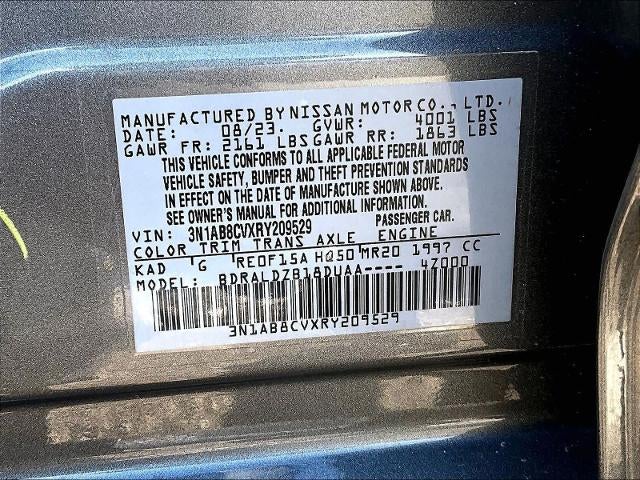 MANUFACTURED BY NISSAN MOTOR CO., LTD.
DATE: 08/23. GVWR: 4001 LBS
GAWR FR: 2161 LBS GAWR RR: 1863 LBS
THIS VEHICLE CONFORMS TO ALL APPLICABLE FEDERAL MOTOR
VEHICLE SAFETY, BUMPER AND THEFT PREVENTION STANDARDS
IN EFFECT ON THE DATE OF MANUFACTURE SHOWN ABOVE.
SEE OWNER'S MANUAL FOR ADDITIONAL INFORMATION.
VIN: 3N1AB8CVXRY209529 PASSENGER CAR.
COLOR TRIM TRANS AXLE ENGINE
KAD G RE0F15A HQ50 MR20 1997 CC
MODEL: BDRALDZB18DUAA---- 4Z000
3N1AB8CVXRY209529